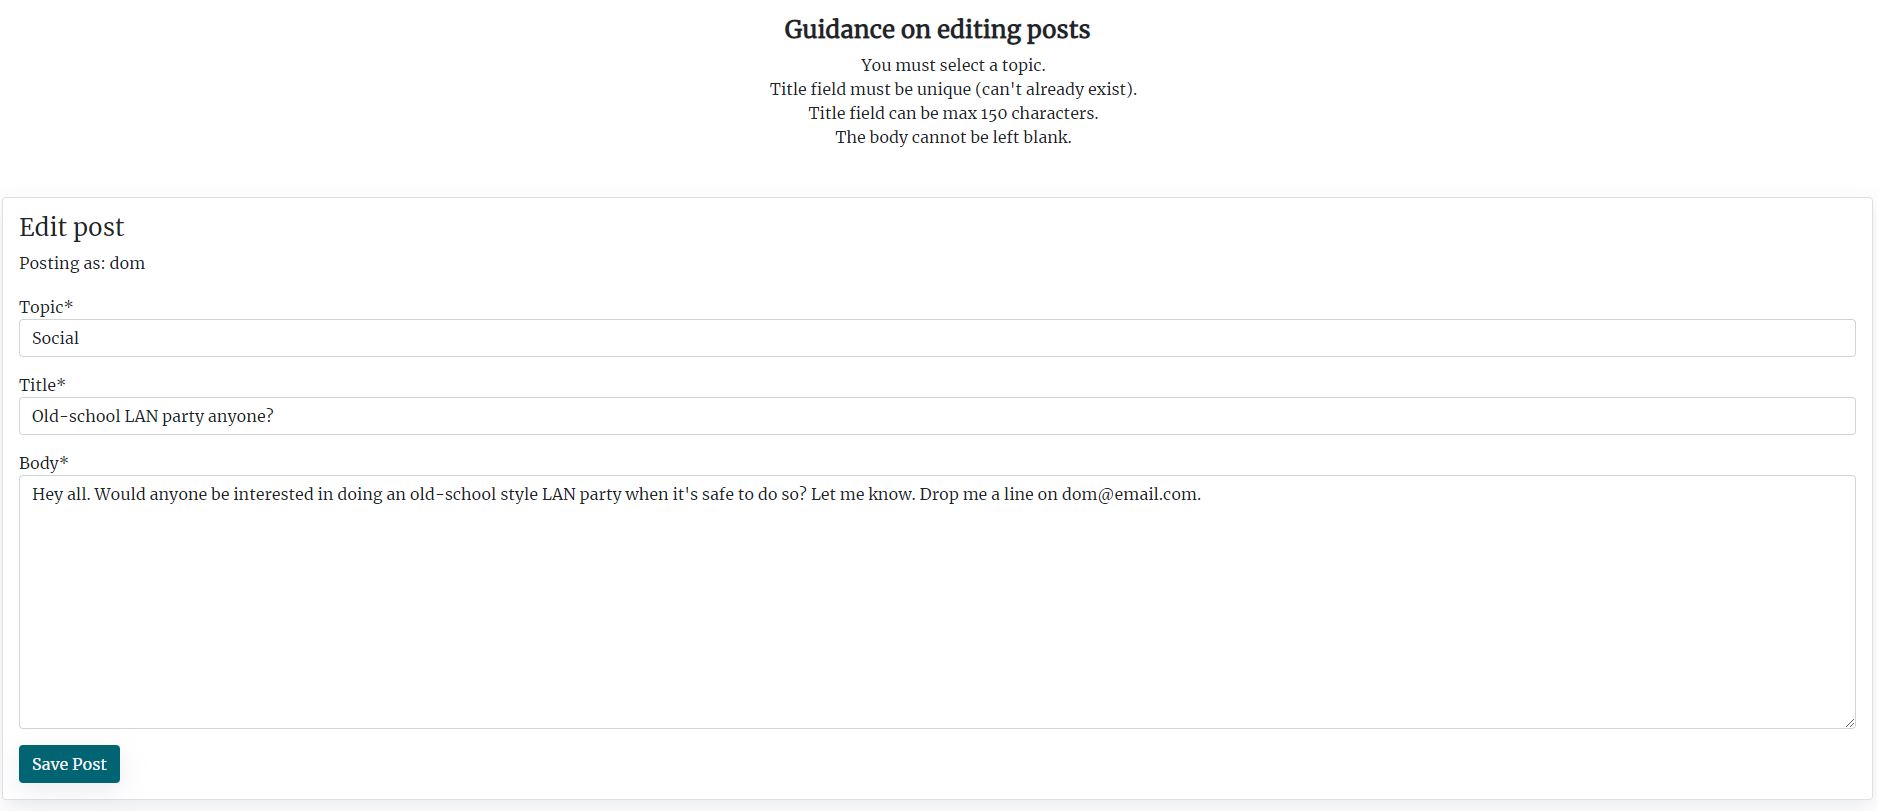 Guidance on editing posts
You must select a topic.
Title field must be unique (can't already exist).
Title field can be max 150 characters.
The body cannot be left blank.
Edit post
Posting as: dom
Topic*
Social
Title*
Old-school LAN party anyone?
Body*
Hey all. Would anyone be interested in doing an old-school style LAN party when it's safe to do so? Let me know. Drop me a line on dom@email.com.
Save Post